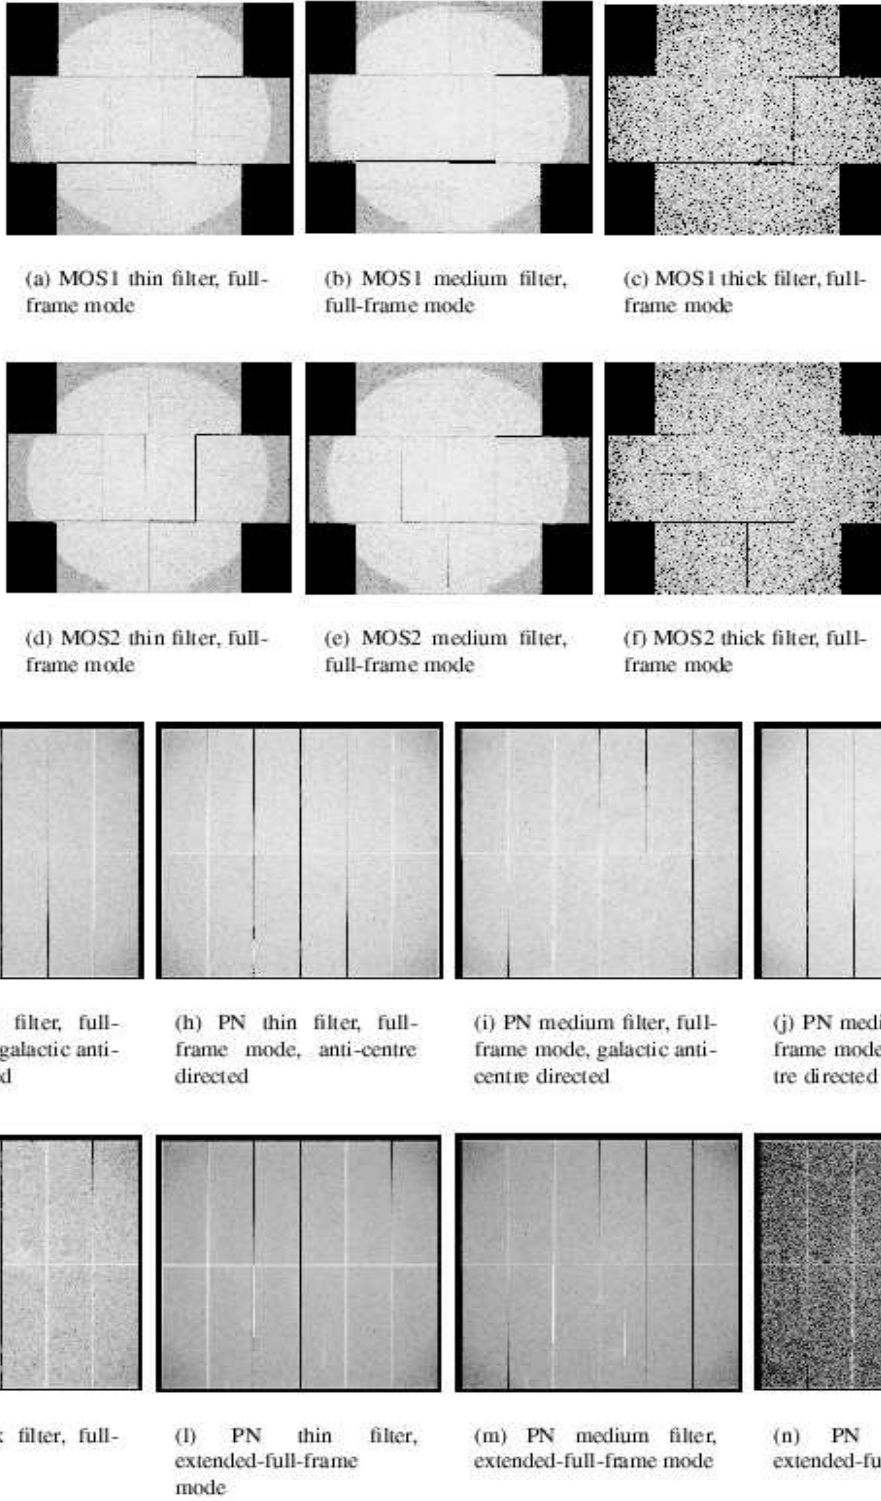 (a) MOS1 thin filter, full-
frame mode
(b) MOS1 medium filter,
full-frame mode
(c) MOS1 thick filter, full-
frame mode
(d) MOS2 thin filter, full-
frame mode
(e) MOS2 medium filter,
full-frame mode
(f) MOS2 thick filter, full-
frame mode
filter, full-
galactic anti-
d
(h) PN thin filter, full-
frame mode, anti-centre
directed
(i) PN medium filter, full-
frame mode, galactic anti-
centre directed
(j) PN medi
frame mode
tre directed
filter, full-
(l) PN thin filter,
extended-full-frame
mode
(m) PN medium filter,
extended-full-frame mode
(n) PN
extended-fu